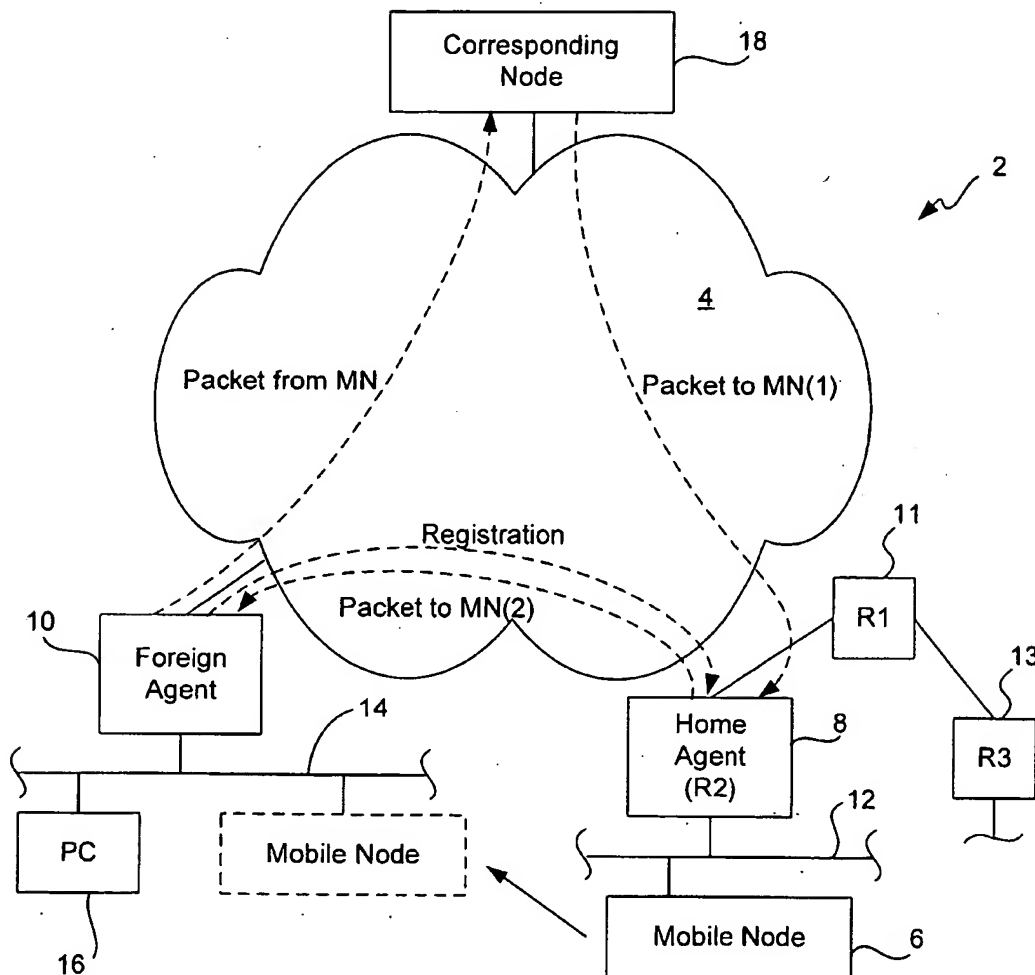 Corresponding
Node
18
2
4
Packet from MN
Packet to MN(1)
Registration
11
Packet to MN(2)
R1
10
Foreign
Agent
13
14
Home
Agent
(R2)
8
R3
12
PC
Mobile Node
16
Mobile Node
6